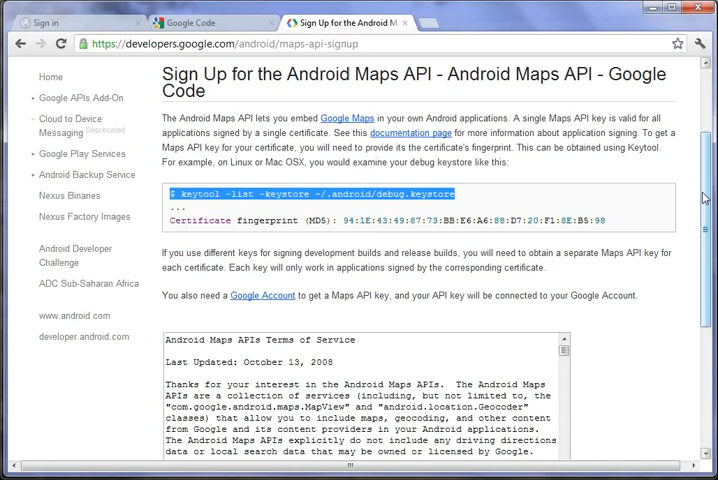 Sign in
Google Code
Sign Up for the Android M
https://developers.google.com/android/maps-api-signup
Home
Google APIs Add-On
Cloud to Device
Messaging Deprecated
Google Play Services
Android Backup Service
Nexus Binaries
Nexus Factory Images
Android Developer
Challenge
ADC Sub-Saharan Africa
www.android.com
developer.android.com
Sign Up for the Android Maps API - Android Maps API - Google
Code
The Android Maps API lets you embed Google Maps in your own Android applications. A single Maps API key is valid for all
applications signed by a single certificate. See this documentation page for more information about application signing. To get a
Maps API key for your certificate, you will need to provide its the certificate's fingerprint. This can be obtained using Keytool.
For example, on Linux or Mac OSX, you would examine your debug keystore like this:
$ keytool -list -keystore ~/.android/debug.keystore
...
Certificate fingerprint (MD5): 94:1E:43:49:87:73:BB:E6:A6:88:D7:20:F1:8E:B5:98
If you use different keys for signing development builds and release builds, you will need to obtain a separate Maps API key for
each certificate. Each key will only work in applications signed by the corresponding certificate.
You also need a Google Account to get a Maps API key, and your API key will be connected to your Google Account.
Android Maps APIs Terms of Service
Last Updated: October 13, 2008
Thanks for your interest in the Android Maps APIs. The Android Maps
APIs are a collection of services (including, but not limited to, the
"com.google.android.maps.MapView" and "android.location.Geocoder"
classes) that allow you to include maps, geocoding, and other content
from Google and its content providers in your Android applications.
The Android Maps APIs explicitly do not include any driving directions
data or local search data that may be owned or licensed by Google.